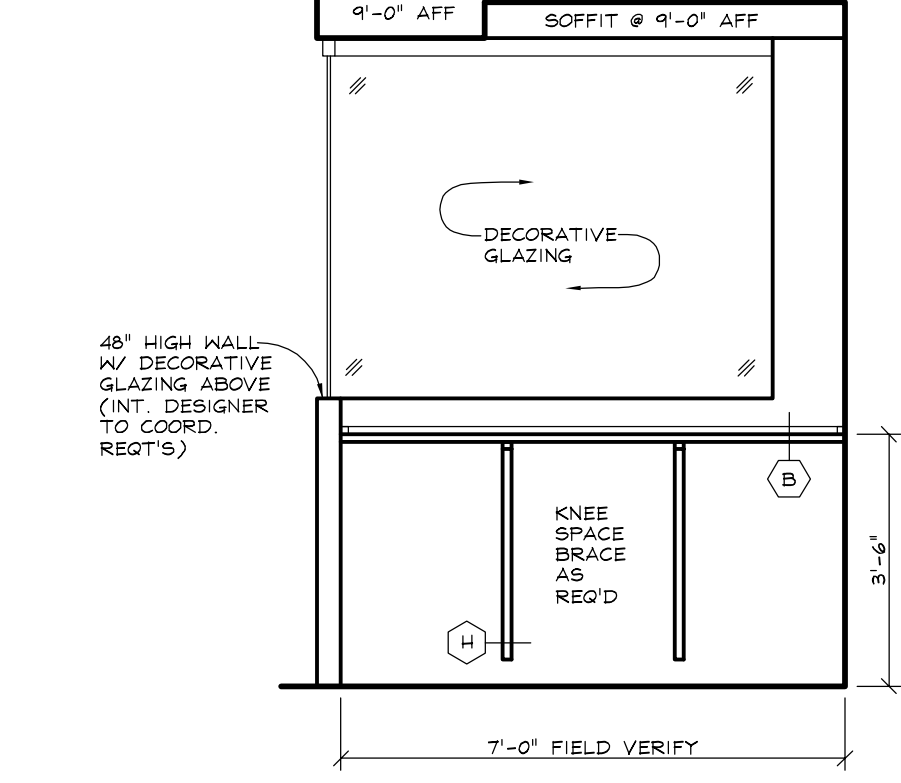 9'-0" AFF
SOFFIT @ 9'-0" AFF
DECORATIVE
GLAZING
48" HIGH WALL
W/ DECORATIVE
GLAZING ABOVE
(INT. DESIGNER
TO COORD.
REQT'S)
B
KNEE
SPACE
BRACE
AS
REQ'D
3'-6"
H
7'-0" FIELD VERIFY